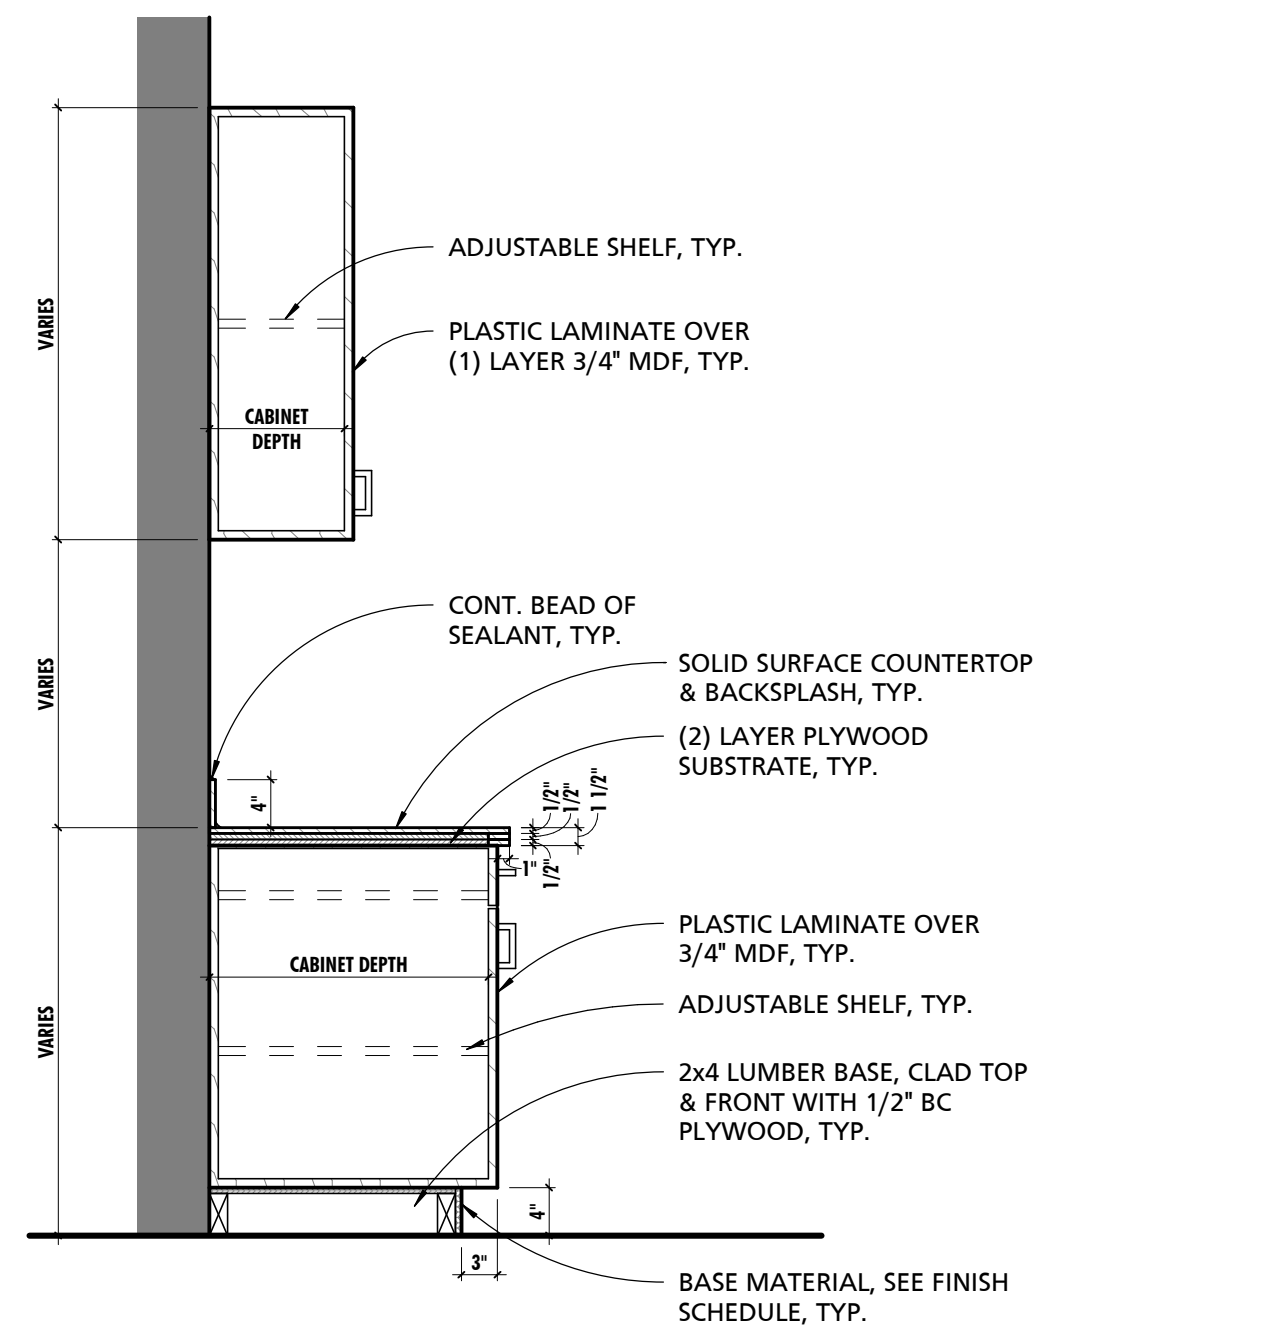 ADJUSTABLE SHELF, TYP.
PLASTIC LAMINATE OVER
(1) LAYER 3/4" MDF, TYP.
VARIES
CABINET
DEPTH
CONT. BEAD OF
SEALANT, TYP.
SOLID SURFACE COUNTERTOP
& BACKSPLASH, TYP.
(2) LAYER PLYWOOD
SUBSTRATE, TYP.
VARIES
4"
1/2"
1/2"
1 1/2"
1"
1/2"
PLASTIC LAMINATE OVER
3/4" MDF, TYP.
CABINET DEPTH
ADJUSTABLE SHELF, TYP.
VARIES
2x4 LUMBER BASE, CLAD TOP
& FRONT WITH 1/2" BC
PLYWOOD, TYP.
4"
3"
BASE MATERIAL, SEE FINISH
SCHEDULE, TYP.